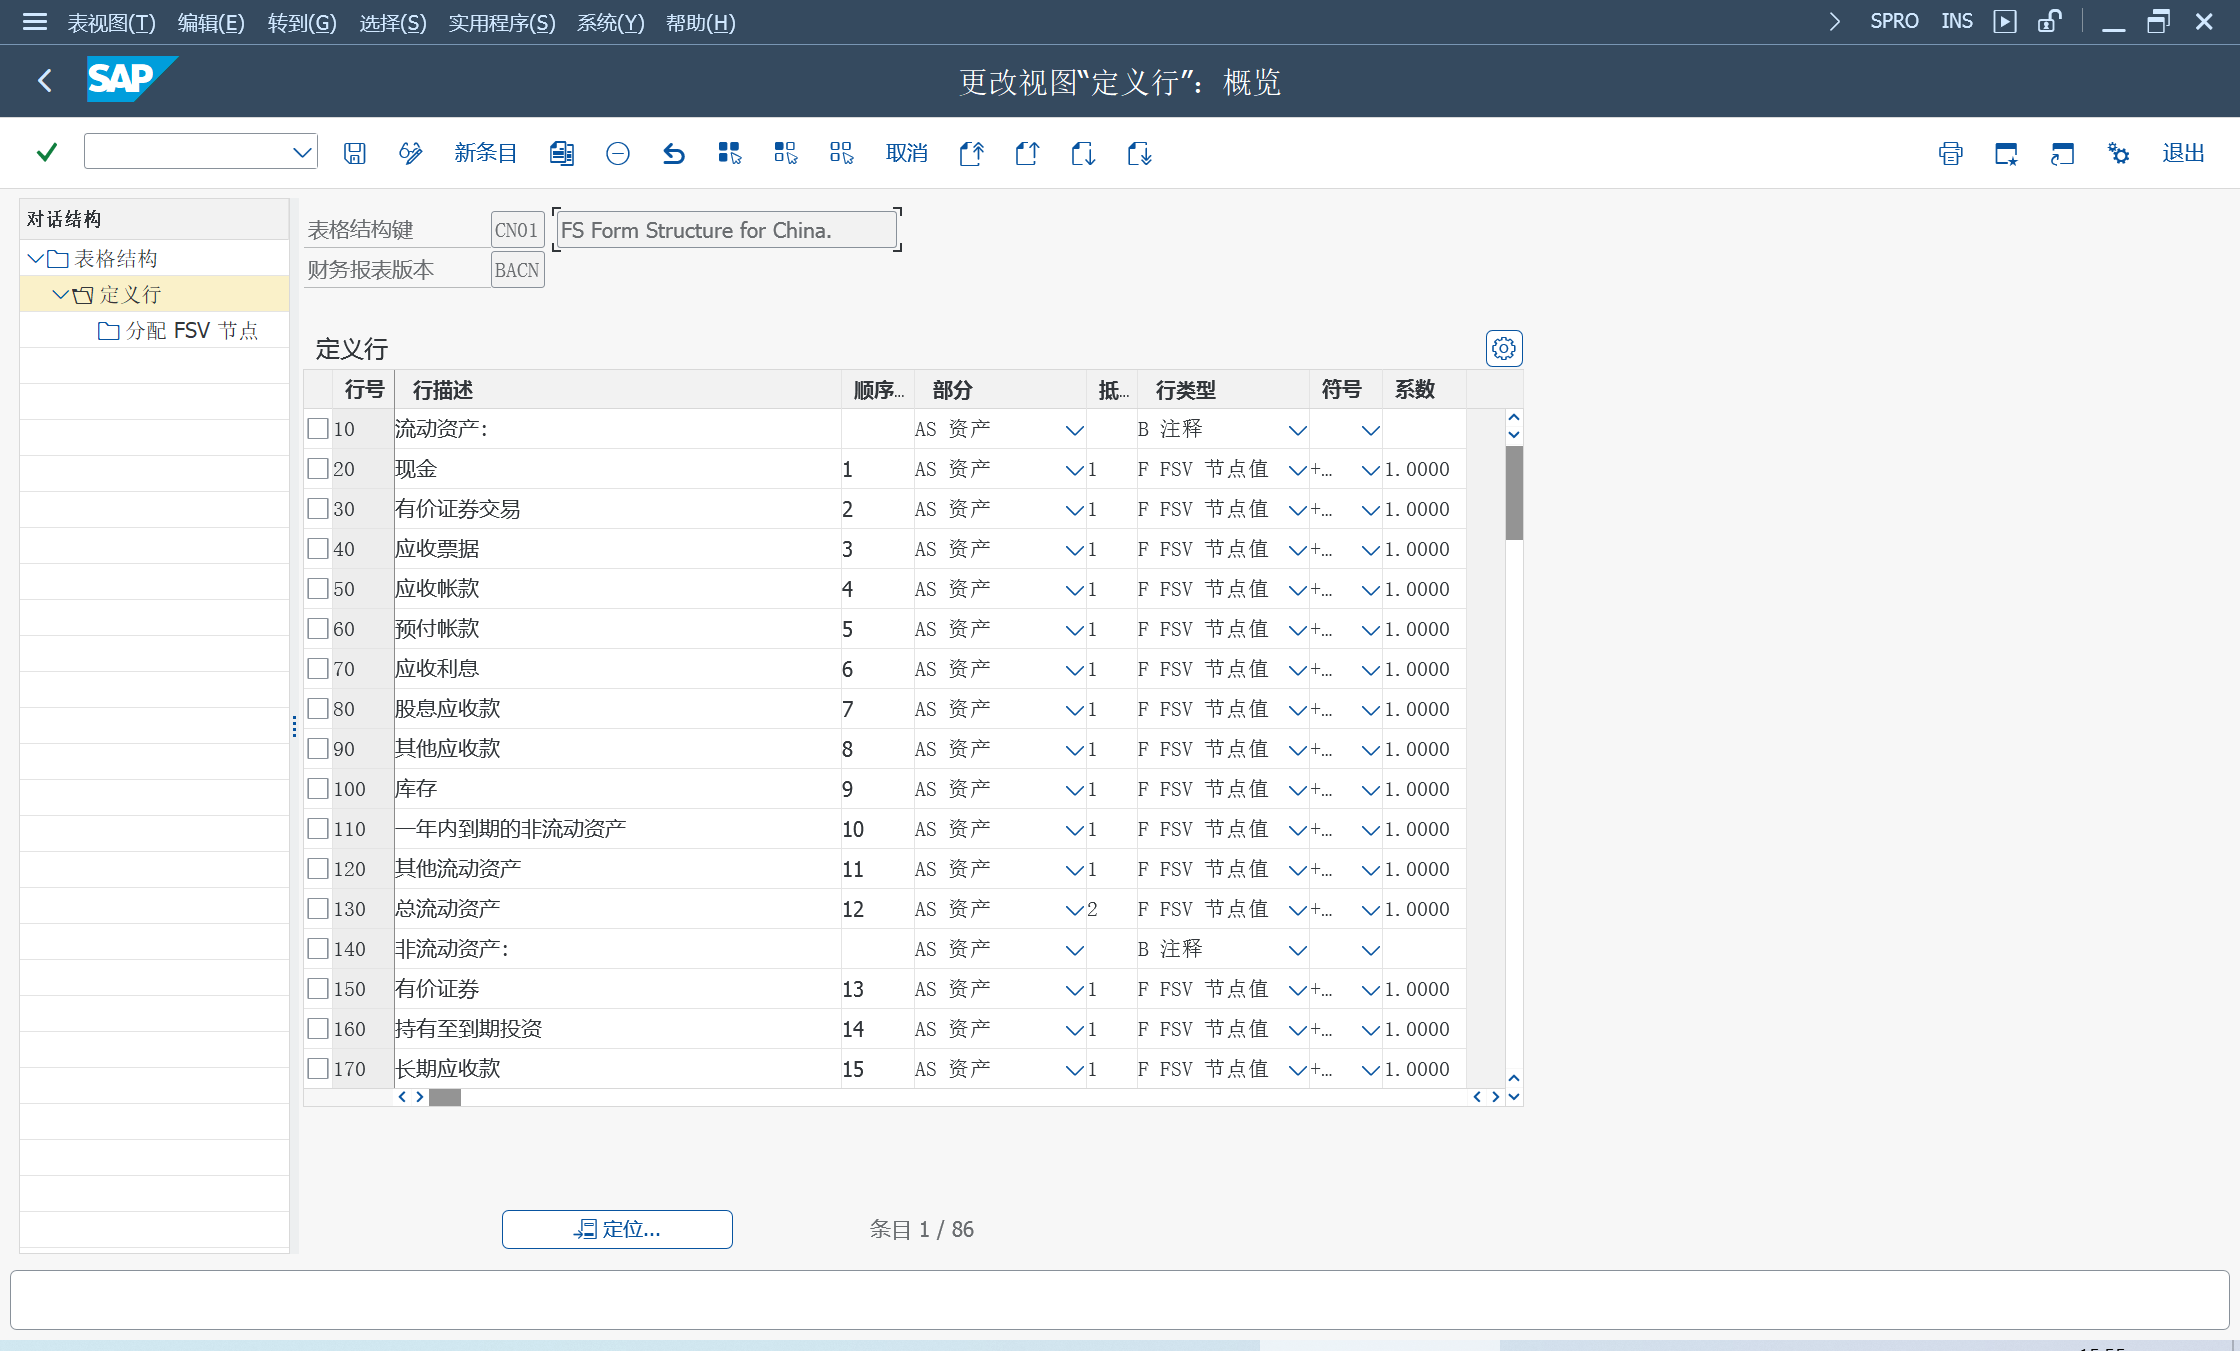 表视图(T) 编辑(E) 转到(G) 选择(S) 实用程序(S) 系统(Y) 帮助(H) SPRO INS
SAP 更改视图“定义行”：概览
新条目 取消 退出
对话结构
表格结构
定义行
分配 FSV 节点
表格结构键 CN01 FS Form Structure for China.
财务报表版本 BACN
定义行
行号 行描述 顺序... 部分 抵... 行类型 符号 系数
10 流动资产: AS 资产 B 注释
20 现金 1 AS 资产 1 F FSV 节点值 +... 1.0000
30 有价证券交易 2 AS 资产 1 F FSV 节点值 +... 1.0000
40 应收票据 3 AS 资产 1 F FSV 节点值 +... 1.0000
50 应收帐款 4 AS 资产 1 F FSV 节点值 +... 1.0000
60 预付帐款 5 AS 资产 1 F FSV 节点值 +... 1.0000
70 应收利息 6 AS 资产 1 F FSV 节点值 +... 1.0000
80 股息应收款 7 AS 资产 1 F FSV 节点值 +... 1.0000
90 其他应收款 8 AS 资产 1 F FSV 节点值 +... 1.0000
100 库存 9 AS 资产 1 F FSV 节点值 +... 1.0000
110 一年内到期的非流动资产 10 AS 资产 1 F FSV 节点值 +... 1.0000
120 其他流动资产 11 AS 资产 1 F FSV 节点值 +... 1.0000
130 总流动资产 12 AS 资产 2 F FSV 节点值 +... 1.0000
140 非流动资产: AS 资产 B 注释
150 有价证券 13 AS 资产 1 F FSV 节点值 +... 1.0000
160 持有至到期投资 14 AS 资产 1 F FSV 节点值 +... 1.0000
170 长期应收款 15 AS 资产 1 F FSV 节点值 +... 1.0000
定位... 条目 1 / 86